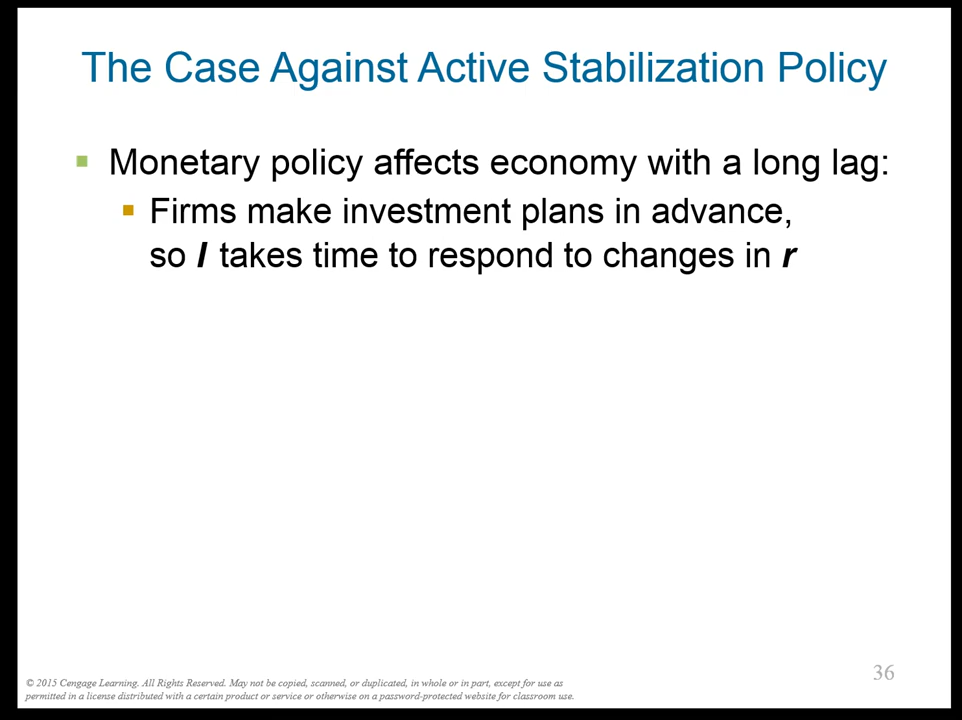 The Case Against Active Stabilization Policy
Monetary policy affects economy with a long lag:
Firms make investment plans in advance,
so I takes time to respond to changes in r
36
© 2015 Cengage Learning. All Rights Reserved. May not be copied, scanned, or duplicated, in whole or in part, except for use as
permitted in a license distributed with a certain product or service or otherwise on a password-protected website for classroom use.